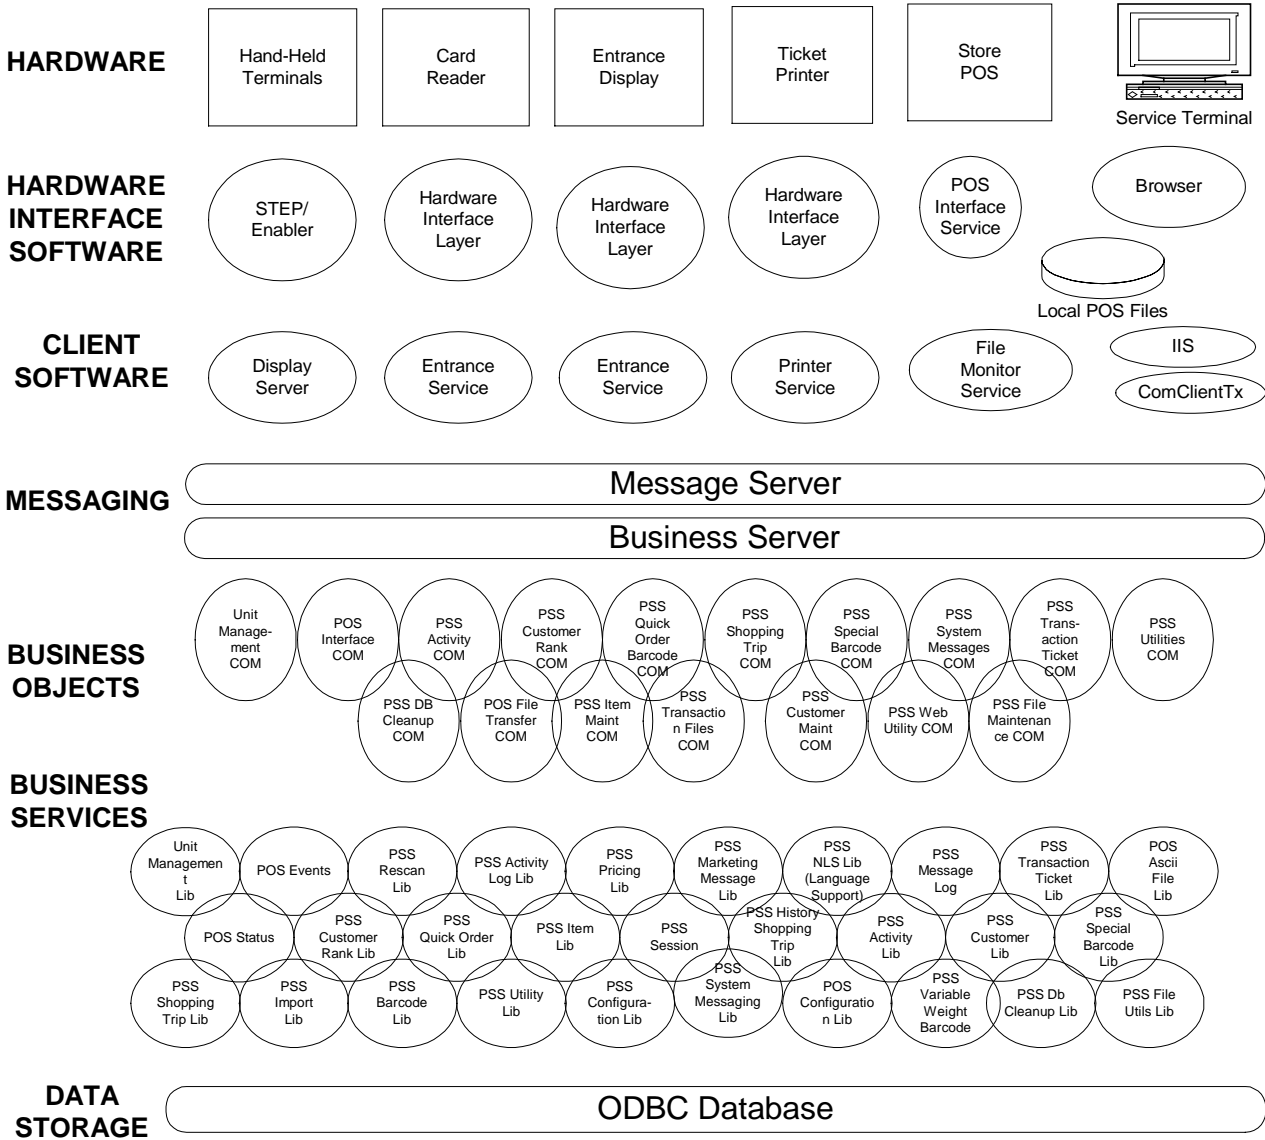 HARDWARE
Hand-Held
Terminals
Card
Reader
Entrance
Display
Ticket
Printer
Store
POS
Service Terminal
HARDWARE
INTERFACE
SOFTWARE
STEP/
Enabler
Hardware
Interface
Layer
Hardware
Interface
Layer
Hardware
Interface
Layer
POS
Interface
Service
Browser
Local POS Files
CLIENT
SOFTWARE
Display
Server
Entrance
Service
Entrance
Service
Printer
Service
File
Monitor
Service
IIS
ComClientTx
MESSAGING
Message Server
Business Server
BUSINESS
OBJECTS
Unit
Manage-
ment
COM
POS
Interface
COM
PSS
Activity
COM
PSS
Customer
Rank
COM
PSS
Quick
Order
Barcode
COM
PSS
Shopping
Trip
COM
PSS
Special
Barcode
COM
PSS
System
Messages
COM
PSS
Trans-
action
Ticket
COM
PSS
Utilities
COM
PSS DB
Cleanup
COM
POS File
Transfer
COM
PSS Item
Maint
COM
PSS
Transactio
n Files
COM
PSS
Customer
Maint
COM
PSS Web
Utility COM
PSS File
Maintenan
ce COM
BUSINESS
SERVICES
Unit
Managemen
t
Lib
POS Events
PSS
Rescan
Lib
PSS Activity
Log Lib
PSS
Pricing
Lib
PSS
Marketing
Message
Lib
PSS
NLS Lib
(Language
Support)
PSS
Message
Log
PSS
Transaction
Ticket
Lib
POS
Ascii
File
Lib
POS Status
PSS
Customer
Rank Lib
PSS
Quick Order
Lib
PSS Item
Lib
PSS
Session
PSS History
Shopping
Trip
Lib
PSS
Activity
Lib
PSS
Customer
Lib
PSS
Special
Barcode
Lib
PSS
Shopping
Trip Lib
PSS
Import
Lib
PSS
Barcode
Lib
PSS Utility
Lib
PSS
Configura-
tion Lib
PSS
System
Messaging
Lib
POS
Configuratio
n Lib
PSS
Variable
Weight
Barcode
PSS Db
Cleanup Lib
PSS File
Utils Lib
DATA
STORAGE
ODBC Database